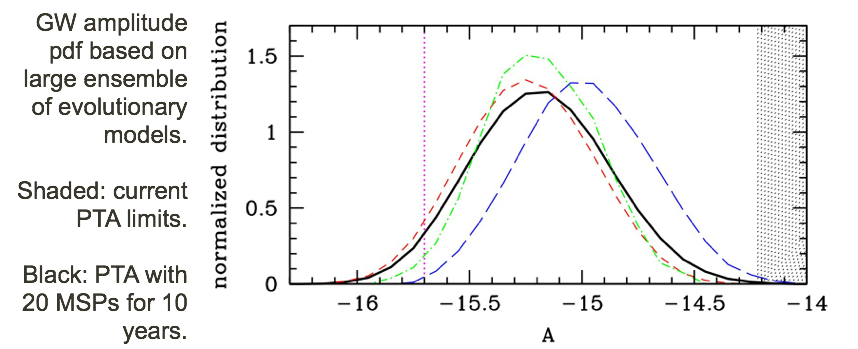 GW amplitude
pdf based on
large ensemble
of evolutionary
models.
Shaded: current
PTA limits.
Black: PTA with
20 MSPs for 10
years.
normalized distribution
1.5
1
0.5
0
−16
−15.5
−15
−14.5
−14
A